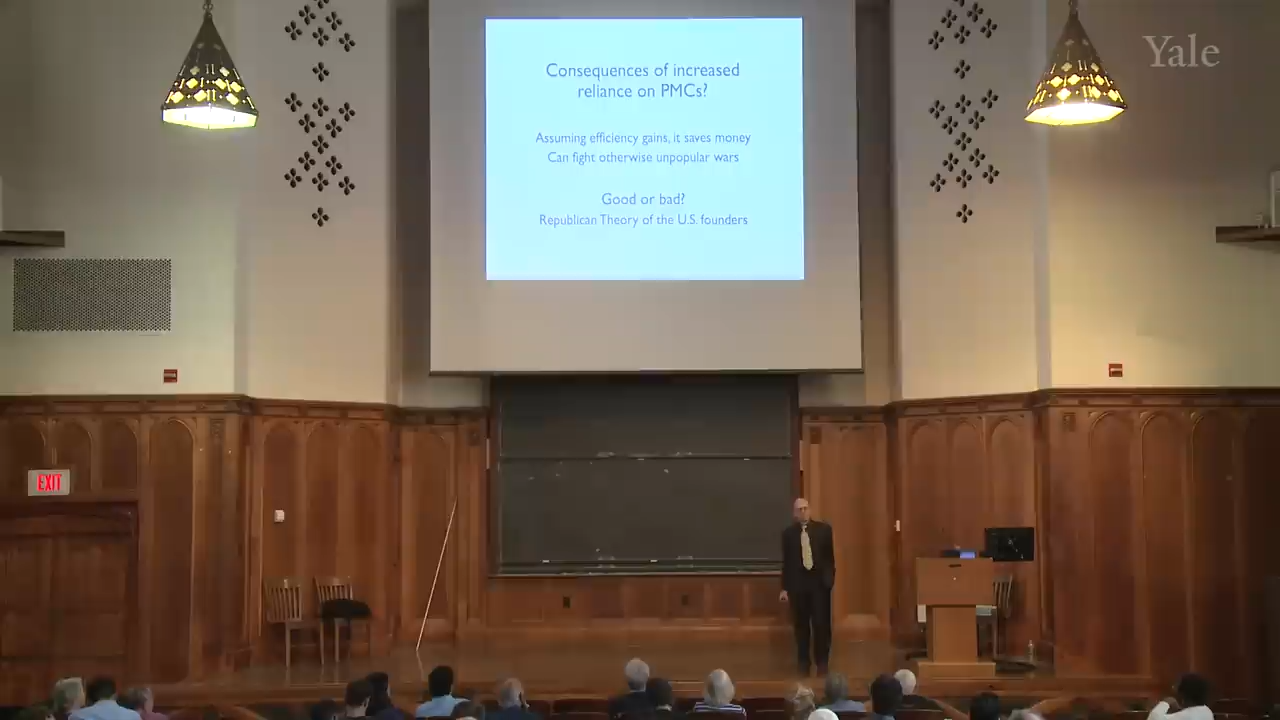 Yale
Consequences of increased
reliance on PMCs?
Assuming efficiency gains, it saves money
Can fight otherwise unpopular wars
Good or bad?
Republican Theory of the U.S. founders
EXIT